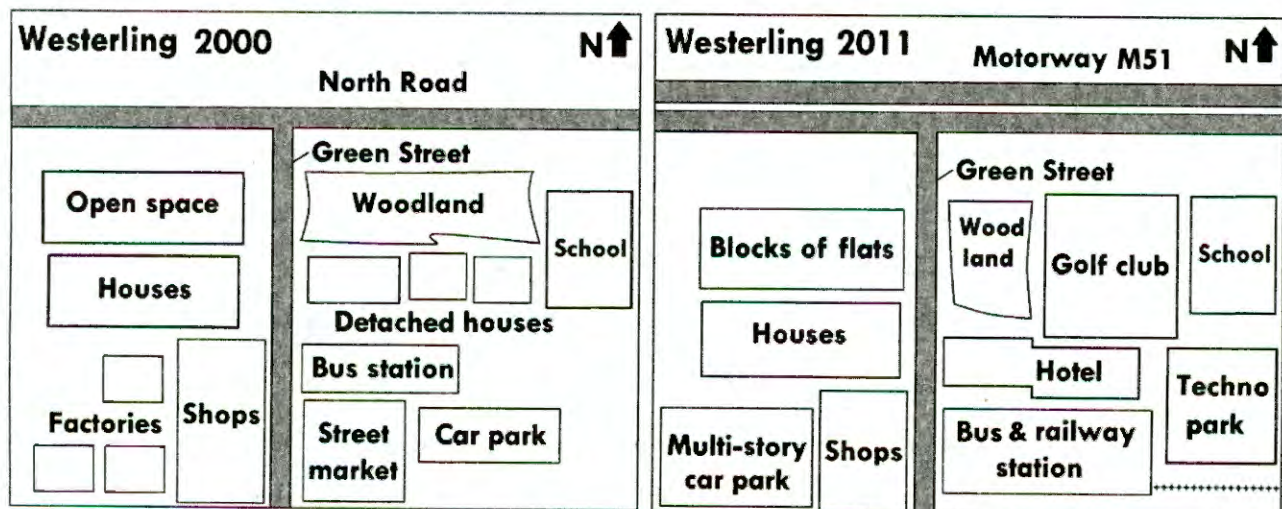 Westerling 2000
N
North Road
Green Street
Open space
Woodland
School
Houses
Detached houses
Bus station
Factories
Shops
Street
market
Car park
Westerling 2011
Motorway M51
N
Green Street
Blocks of flats
Wood
land
Golf club
School
Houses
Hotel
Techno
park
Multi-story
car park
Shops
Bus & railway
station